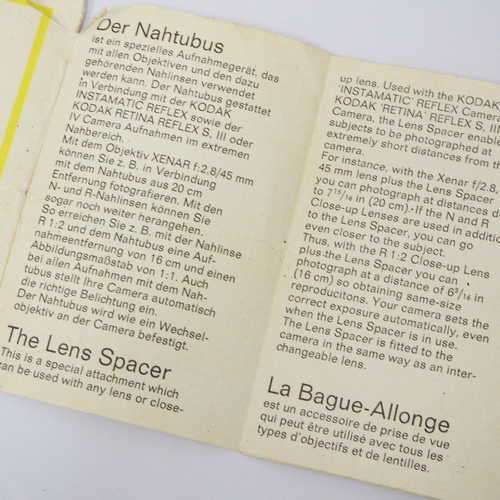 Der Nahtubus
ist ein spezielles Aufnahmegerät, das
mit allen Objektiven und den dazu
gehörenden Nahlinsen verwendet
werden kann. Der Nahtubus gestattet
in Verbindung mit der KODAK
INSTAMATIC REFLEX sowie der
KODAK RETINA REFLEX S, III oder
IV Camera Aufnahmen im extremen
Nahbereich.
Mit dem Objektiv XENAR f:2,8/45 mm
können Sie z. B. in Verbindung
mit dem Nahtubus aus 20 cm
Entfernung fotografieren. Mit den
N- und R-Nahlinsen können Sie
sogar noch weiter herangehen.
So erreichen Sie z. B. mit der Nahlinse
R 1:2 und dem Nahtubus eine Auf-
nahmeentfernung von 16 cm und einen
Abbildungsmaßstab von 1:1. Auch
bei allen Aufnahmen mit dem Nah-
tubus stellt Ihre Camera automatisch
die richtige Belichtung ein.
Der Nahtubus wird wie ein Wechsel-
objektiv an der Camera befestigt.
The Lens Spacer
This is a special attachment which
can be used with any lens or close-
up lens. Used with the KODAK
'INSTAMATIC' REFLEX Camera
KODAK 'RETINA' REFLEX S, II
Camera, the Lens Spacer enable
subjects to be photographed at
extremely short distances from th
camera.
For instance, with the Xenar f/2.8
45 mm lens plus the Lens Spacer
you can photograph at distances d
to 7 15/16 in (20 cm).-If the N and R
Close-up Lenses are used in additi
to the Lens Spacer, you can go
even closer to the subject.
Thus, with the R 1:2 Close-up Lens
plus the Lens Spacer you can
photograph at a distance of 6 5/16 in
(16 cm) so obtaining same-size
reproducitons. Your camera sets the
correct exposure automatically, even
when the Lens Spacer is in use.
The Lens Spacer is fitted to the
camera in the same way as an inter-
changeable lens.
La Bague-Allonge
est un accessoire de prise de vue
qui peut être utilisé avec tous les
types d'objectifs et de lentilles.